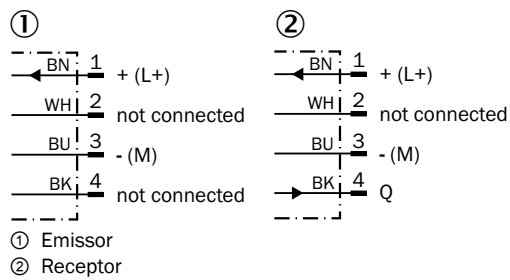 ① ②
BN 1 + (L+)
WH 2 not connected
BU 3 - (M)
BK 4 not connected
BN 1 + (L+)
WH 2 not connected
BU 3 - (M)
BK 4 Q
① Emissor
② Receptor